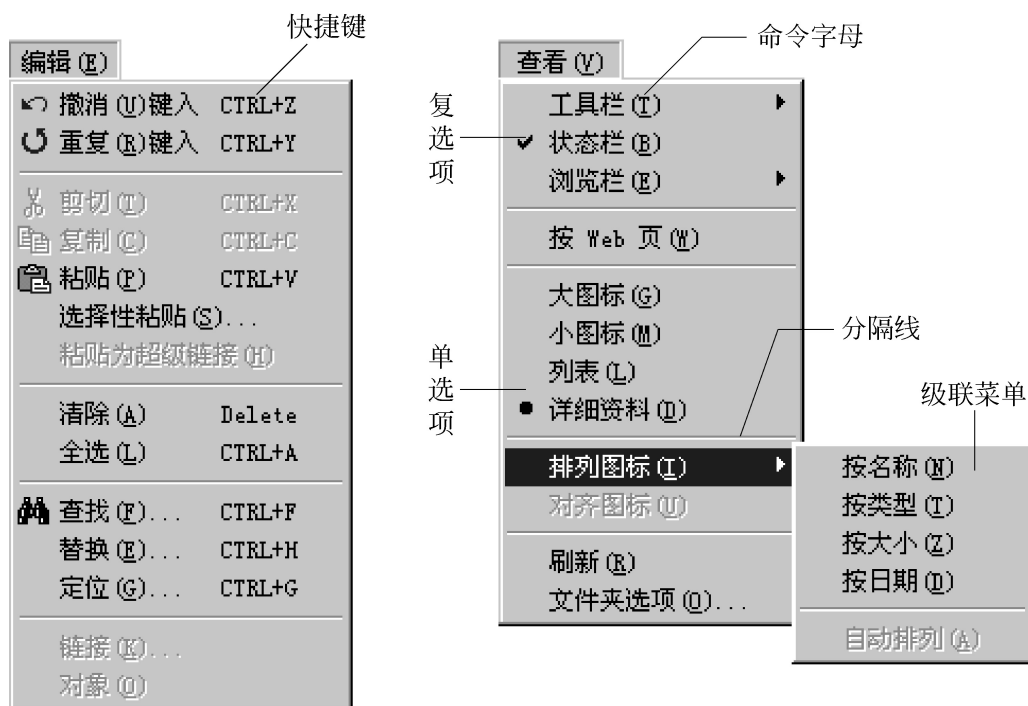 快捷键
编辑(E)
撤消(U)键入 CTRL+Z
重复(R)键入 CTRL+Y
剪切(T) CTRL+X
复制(C) CTRL+C
粘贴(P) CTRL+V
选择性粘贴(S)...
粘贴为超级链接(H)
清除(A) Delete
全选(L) CTRL+A
查找(F)... CTRL+F
替换(E)... CTRL+H
定位(G)... CTRL+G
链接(K)...
对象(O)
命令字母
查看(V)
复选项
工具栏(T)
状态栏(B)
浏览栏(E)
按 Web 页(W)
大图标(G)
小图标(M)
列表(L)
详细资料(D)
单选项
分隔线
排列图标(I)
对齐图标(U)
刷新(R)
文件夹选项(O)...
级联菜单
按名称(N)
按类型(T)
按大小(Z)
按日期(D)
自动排列(A)